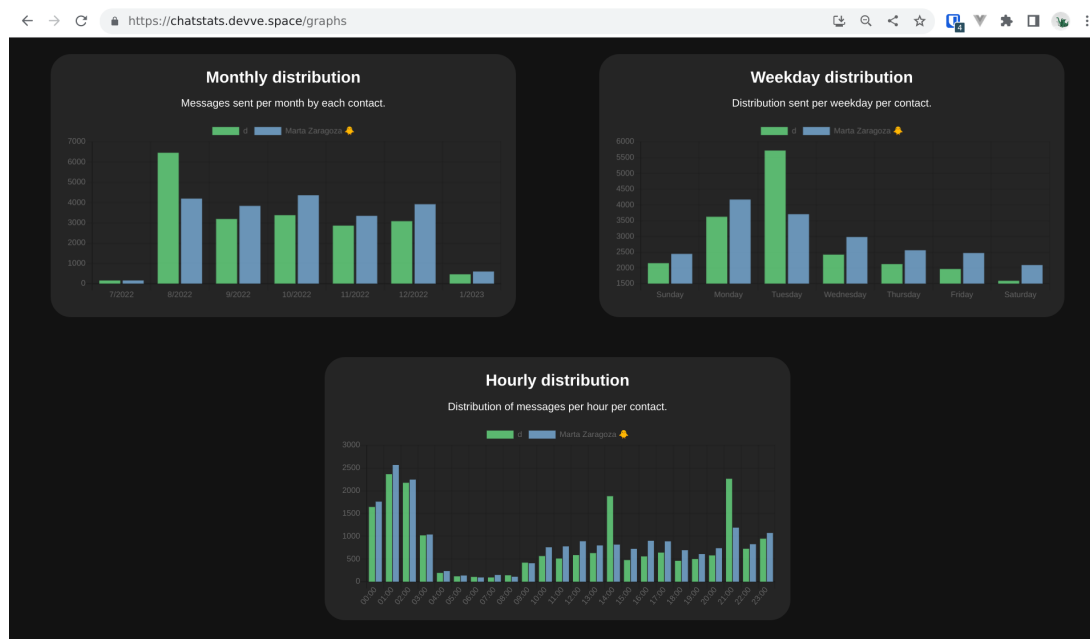 https://chatstats.devve.space/graphs
4
Monthly distribution
Messages sent per month by each contact.
d Marta Zaragoza 🐥
7000
6000
5000
4000
3000
2000
1000
0
7/2022 8/2022 9/2022 10/2022 11/2022 12/2022 1/2023
Weekday distribution
Distribution sent per weekday per contact.
d Marta Zaragoza 🐥
6000
5500
5000
4500
4000
3500
3000
2500
2000
1500
Sunday Monday Tuesday Wednesday Thursday Friday Saturday
Hourly distribution
Distribution of messages per hour per contact.
d Marta Zaragoza 🐥
3000
2500
2000
1500
1000
500
0
00:00 01:00 02:00 03:00 04:00 05:00 06:00 07:00 08:00 09:00 10:00 11:00 12:00 13:00 14:00 15:00 16:00 17:00 18:00 19:00 20:00 21:00 22:00 23:00